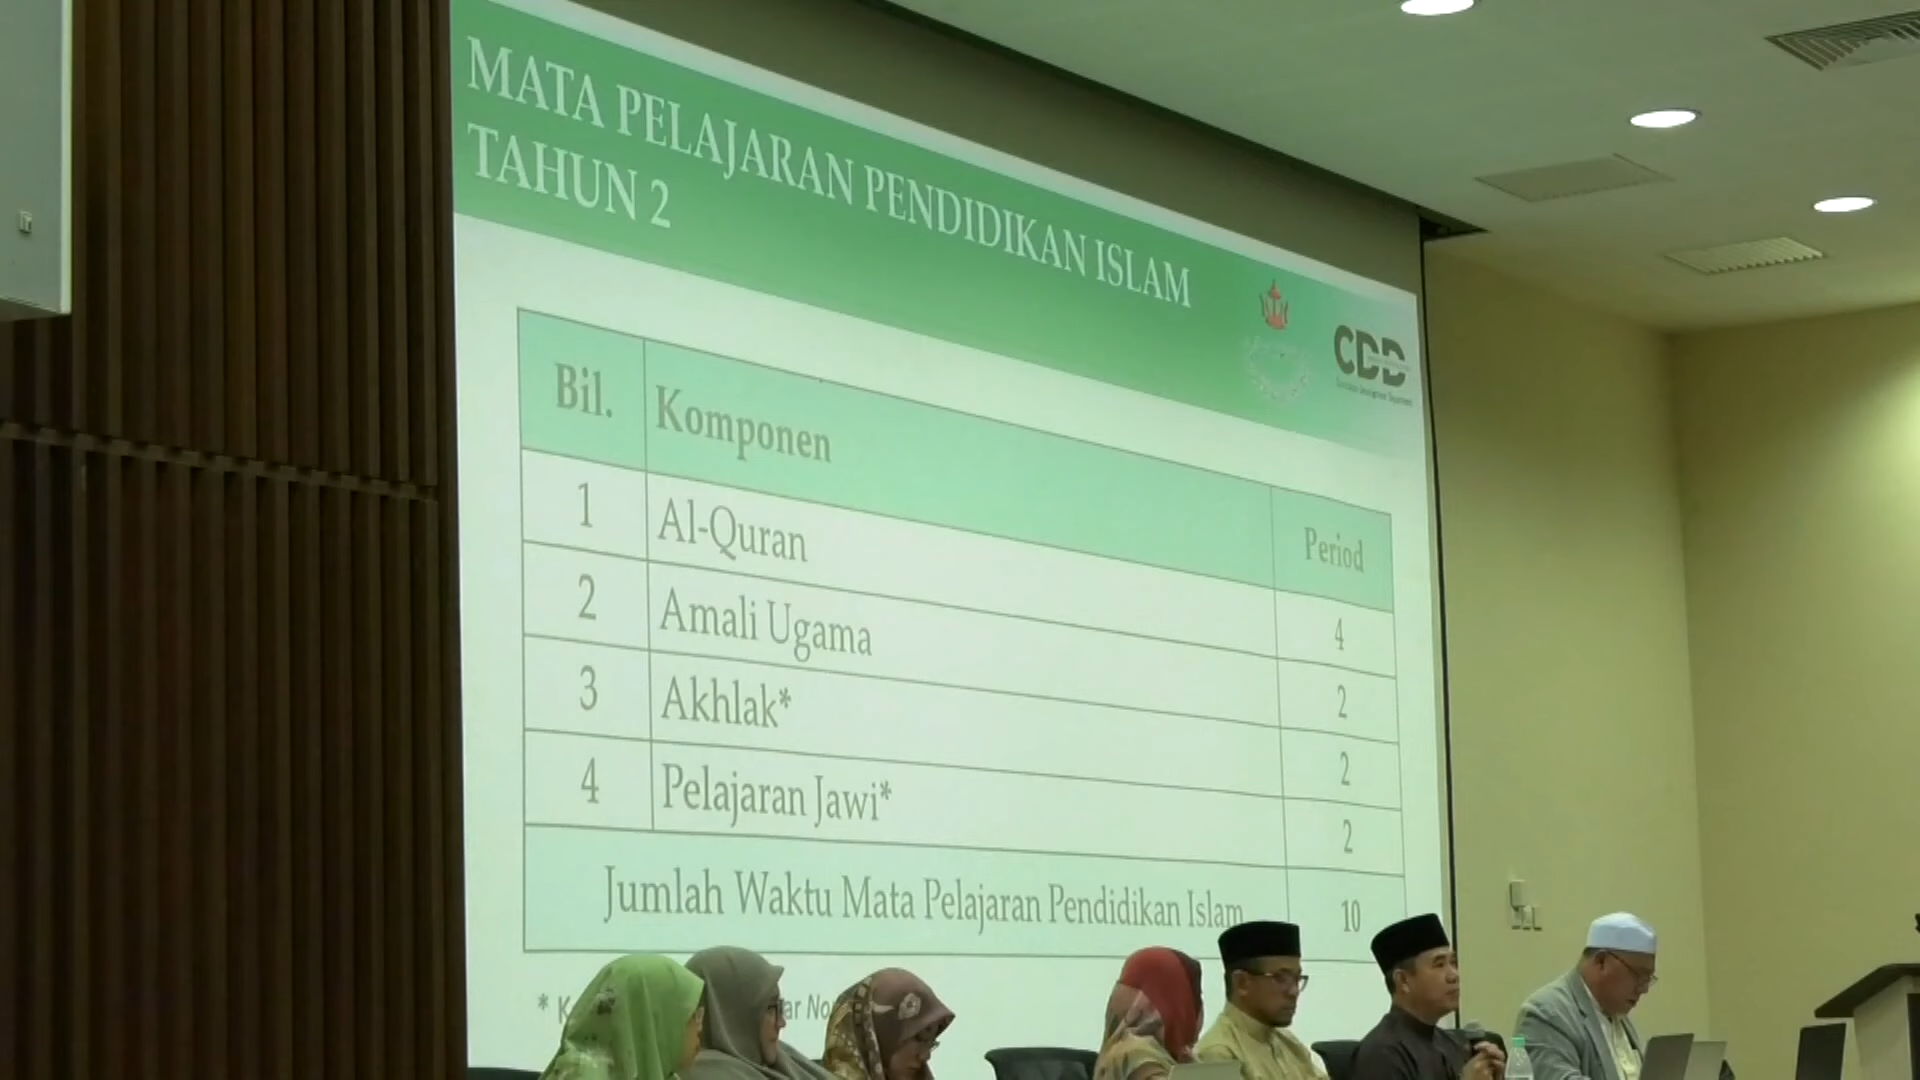 MATA PELAJARAN PENDIDIKAN ISLAM
TAHUN 2
CDD
Bil. Komponen Period
1 Al-Quran 4
2 Amali Ugama 2
3 Akhlak* 2
4 Pelajaran Jawi* 2
Jumlah Waktu Mata Pelajaran Pendidikan Islam 10
*